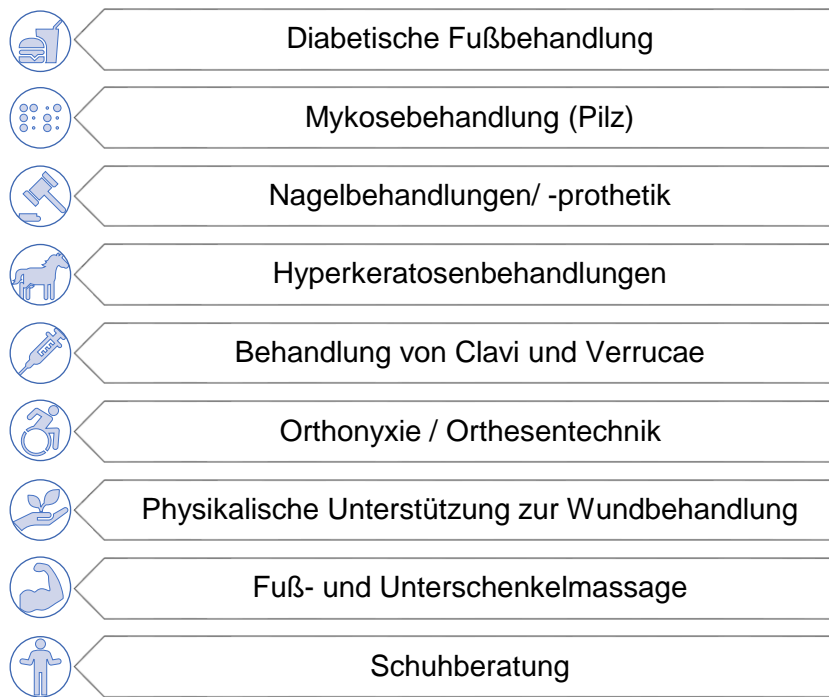 Diabetische Fußbehandlung
Mykosebehandlung (Pilz)
Nagelbehandlungen/ -prothetik
Hyperkeratosenbehandlungen
Behandlung von Clavi und Verrucae
Orthonyxie / Orthesentechnik
Physikalische Unterstützung zur Wundbehandlung
Fuß- und Unterschenkelmassage
Schuhberatung